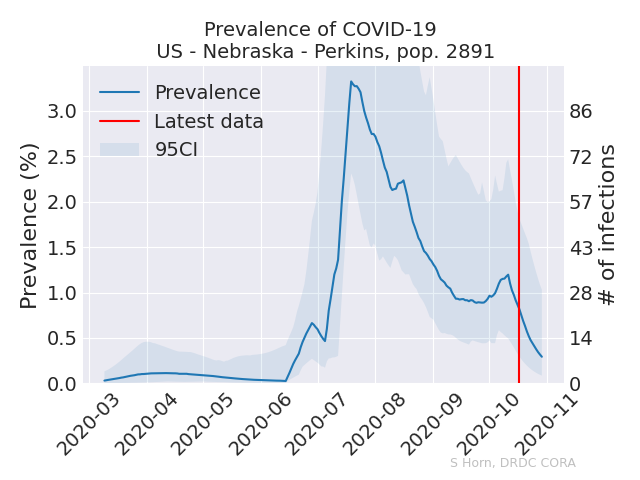 Prevalence of COVID-19
US - Nebraska - Perkins, pop. 2891
Prevalence
Latest data
95CI
Prevalence (%)
3.0
2.5
2.0
1.5
1.0
0.5
0.0
86
72
57
43
28
14
0
# of infections
2020-03
2020-04
2020-05
2020-06
2020-07
2020-08
2020-09
2020-10
2020-11
S Horn, DRDC CORA